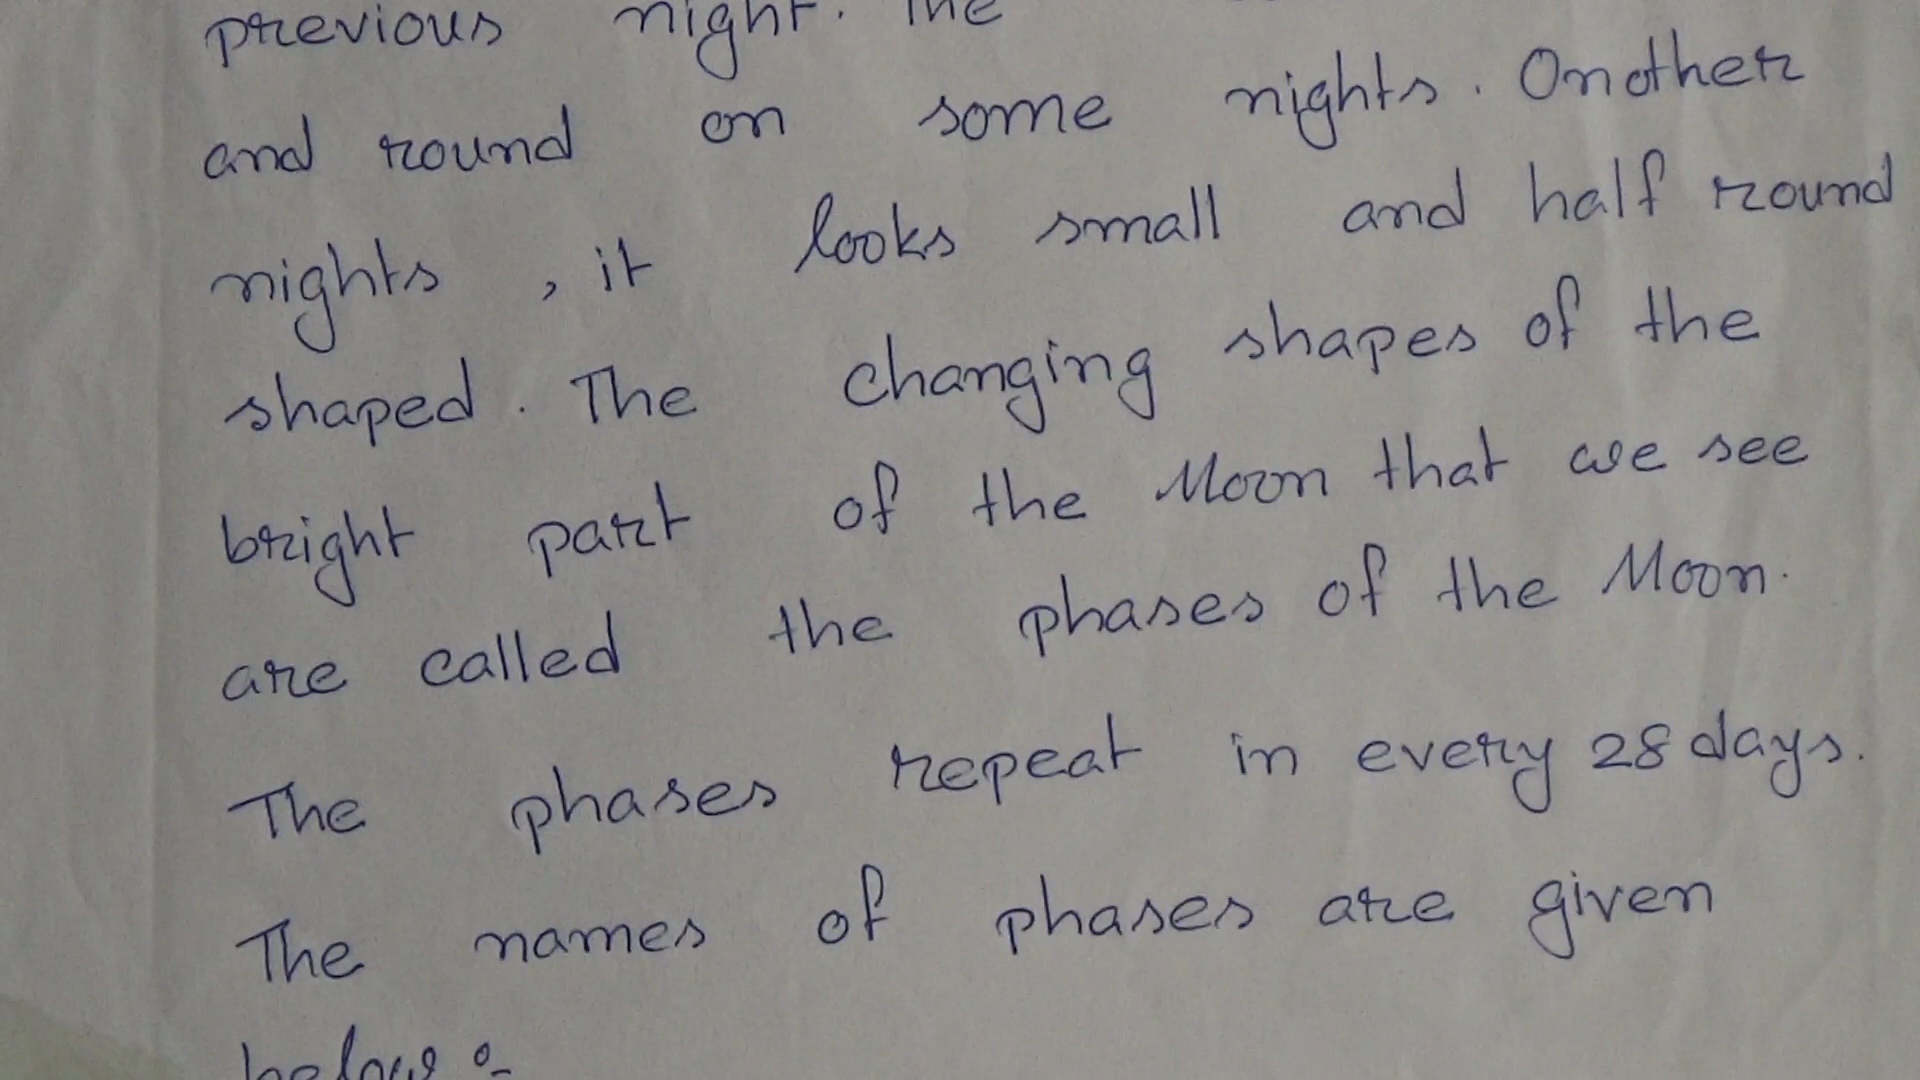 previous night. The
and round on some nights. On other
nights, it looks small and half round
shaped. The changing shapes of the
bright part of the Moon that we see
are called the phases of the Moon.
The phases repeat in every 28 days.
The names of phases are given
below :-